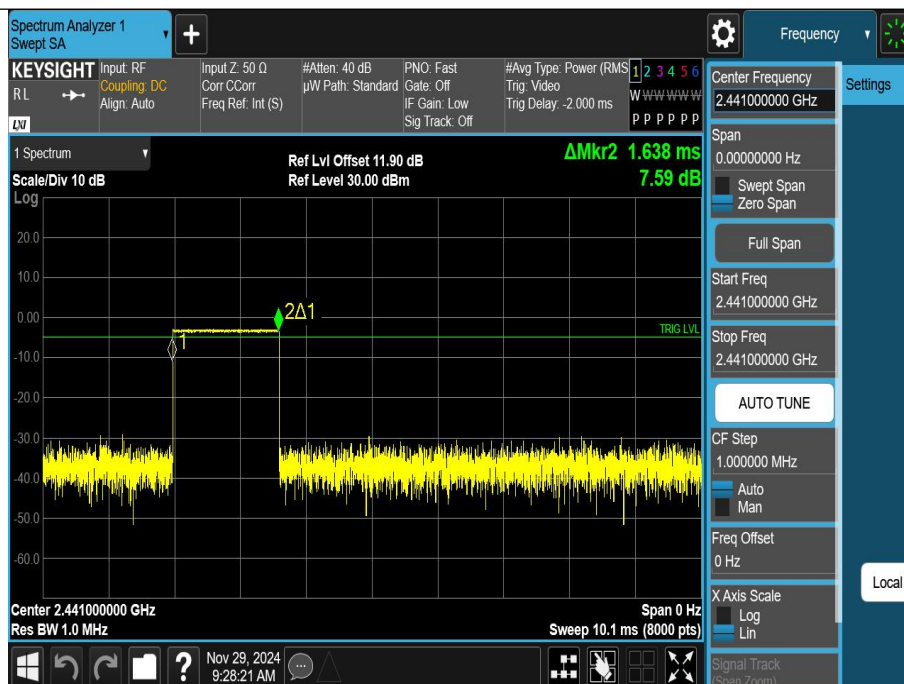 Spectrum Analyzer 1
Swept SA
+
Frequency
KEYSIGHT
RL
LXI
Input: RF
Coupling: DC
Align: Auto
Input Z: 50 Ω
Corr CCorr
Freq Ref: Int (S)
#Atten: 40 dB
µW Path: Standard
PNO: Fast
Gate: Off
IF Gain: Low
Sig Track: Off
#Avg Type: Power (RMS
Trig: Video
Trig Delay: -2.000 ms
1 2 3 4 5 6
W W W W W W
P P P P P P
1 Spectrum
Scale/Div 10 dB
Ref Lvl Offset 11.90 dB
Ref Level 30.00 dBm
ΔMkr2 1.638 ms
7.59 dB
Log
20.0
10.0
0.00
-10.0
-20.0
-30.0
-40.0
-50.0
-60.0
2Δ1
1
TRIG LVL
Center 2.441000000 GHz
Res BW 1.0 MHz
Span 0 Hz
Sweep 10.1 ms (8000 pts)
?
Nov 29, 2024
9:28:21 AM
Center Frequency
2.441000000 GHz
Span
0.00000000 Hz
Swept Span
Zero Span
Full Span
Start Freq
2.441000000 GHz
Stop Freq
2.441000000 GHz
AUTO TUNE
CF Step
1.000000 MHz
Auto
Man
Freq Offset
0 Hz
X Axis Scale
Log
Lin
Signal Track
(Span Zoom)
Settings
Local